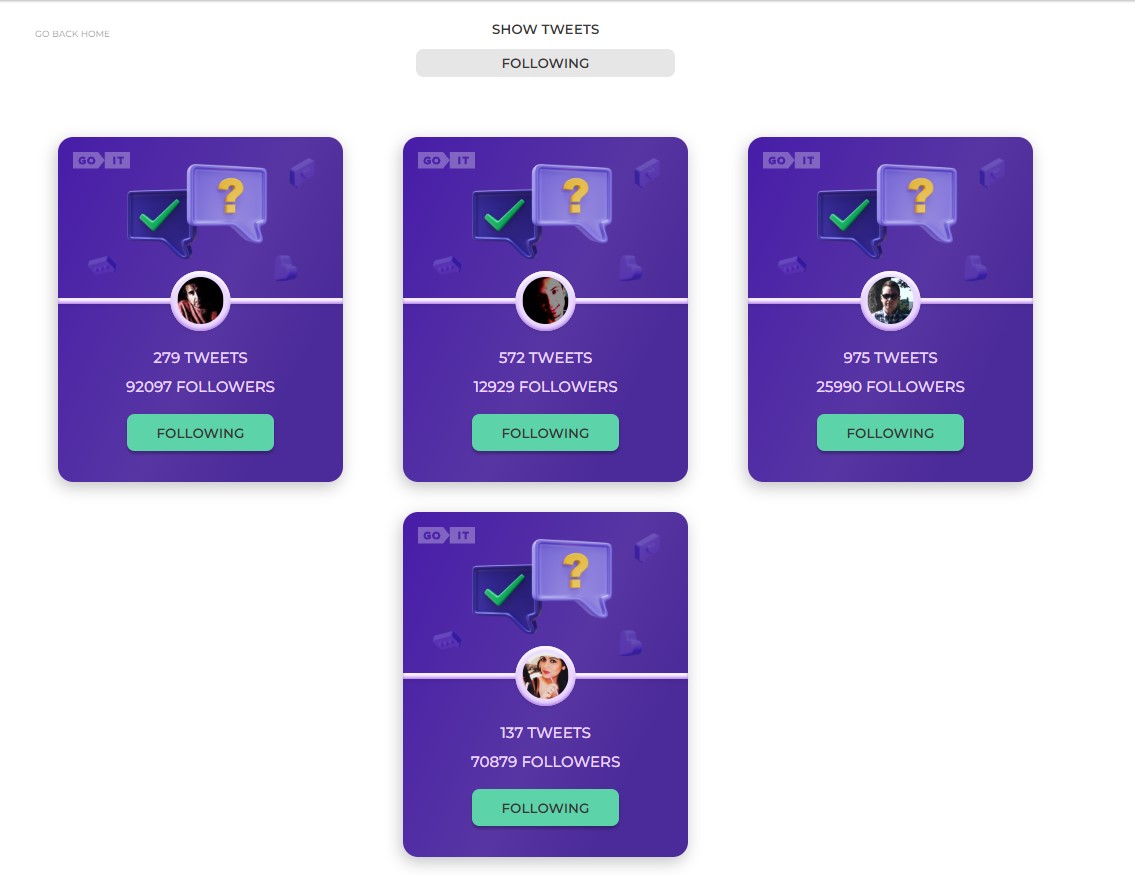 GO BACK HOME
SHOW TWEETS
FOLLOWING
GO IT
?
279 TWEETS
92097 FOLLOWERS
FOLLOWING
GO IT
?
572 TWEETS
12929 FOLLOWERS
FOLLOWING
GO IT
?
975 TWEETS
25990 FOLLOWERS
FOLLOWING
GO IT
?
137 TWEETS
70879 FOLLOWERS
FOLLOWING